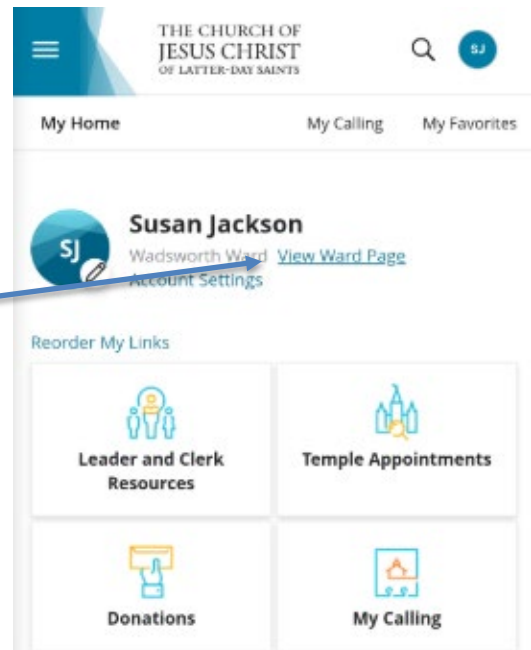 THE CHURCH OF
JESUS CHRIST
OF LATTER-DAY SAINTS
SJ
My Home My Calling My Favorites
SJ
Susan Jackson
Wadsworth Ward View Ward Page
Account Settings
Reorder My Links
Leader and Clerk
Resources
Temple Appointments
Donations
My Calling